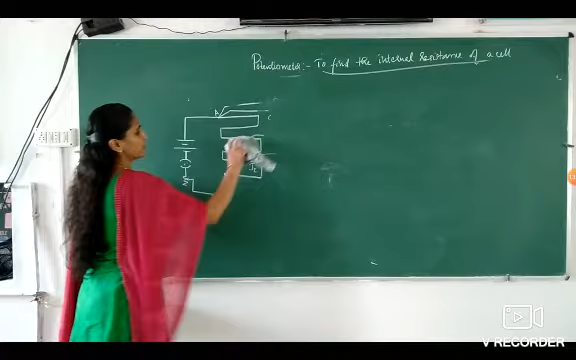 Potentiometer :- To find the internal resistance of a cell
A
C
V RECORDER